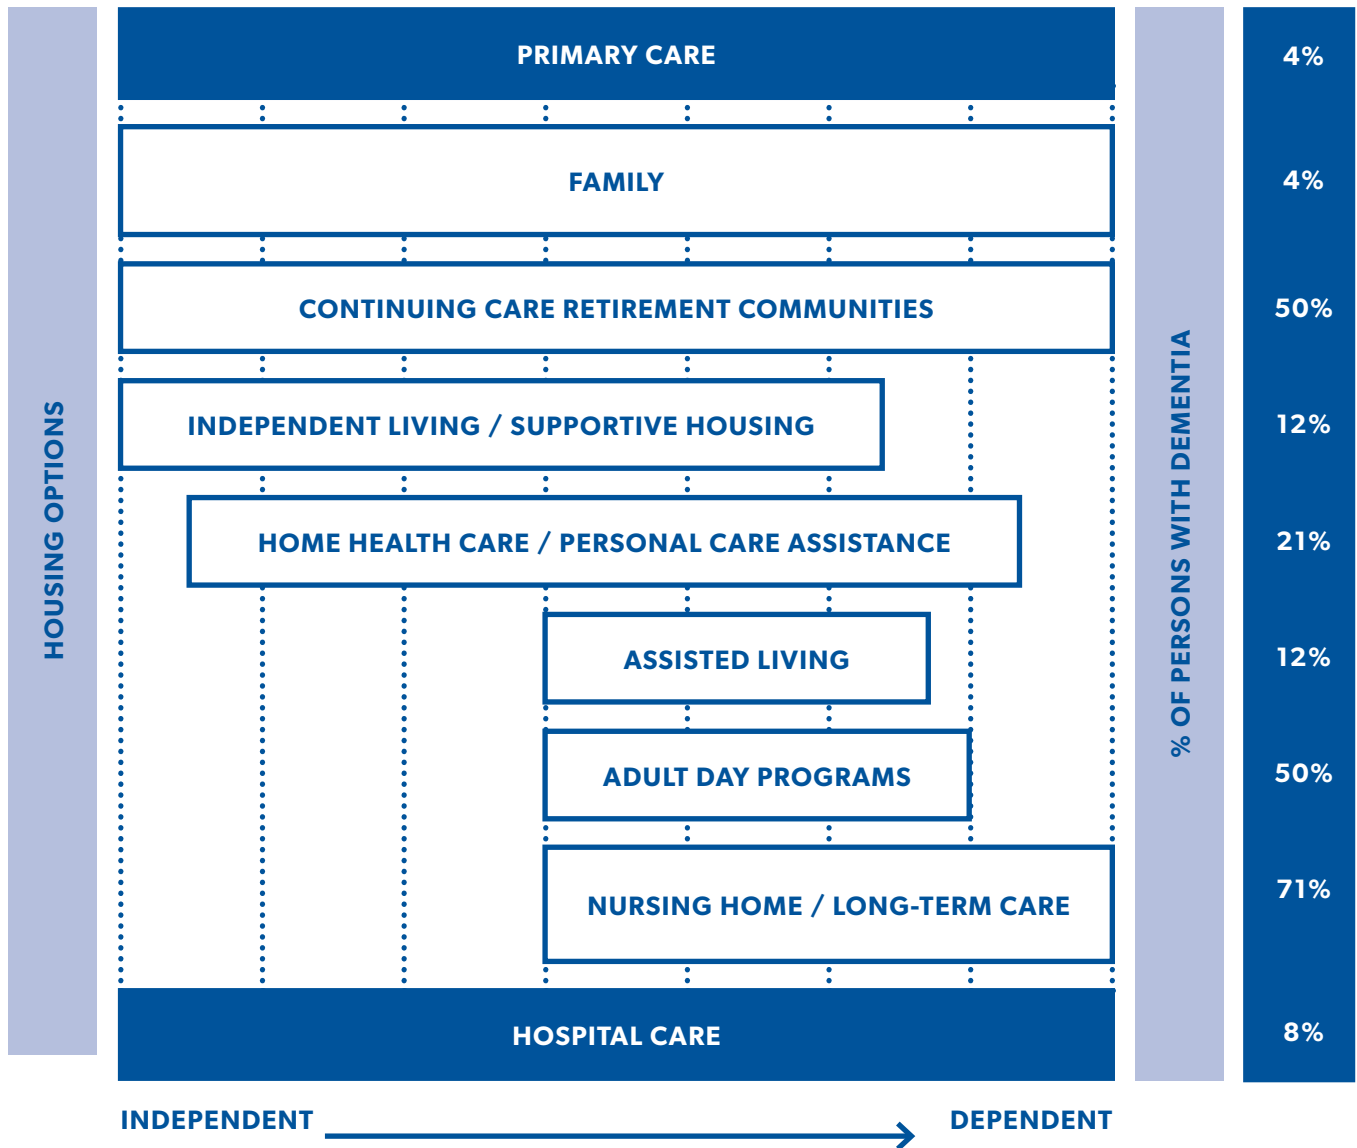 HOUSING OPTIONS
PRIMARY CARE
4%
FAMILY
4%
CONTINUING CARE RETIREMENT COMMUNITIES
50%
INDEPENDENT LIVING / SUPPORTIVE HOUSING
12%
HOME HEALTH CARE / PERSONAL CARE ASSISTANCE
21%
ASSISTED LIVING
12%
ADULT DAY PROGRAMS
50%
NURSING HOME / LONG-TERM CARE
71%
HOSPITAL CARE
8%
% OF PERSONS WITH DEMENTIA
INDEPENDENT
DEPENDENT